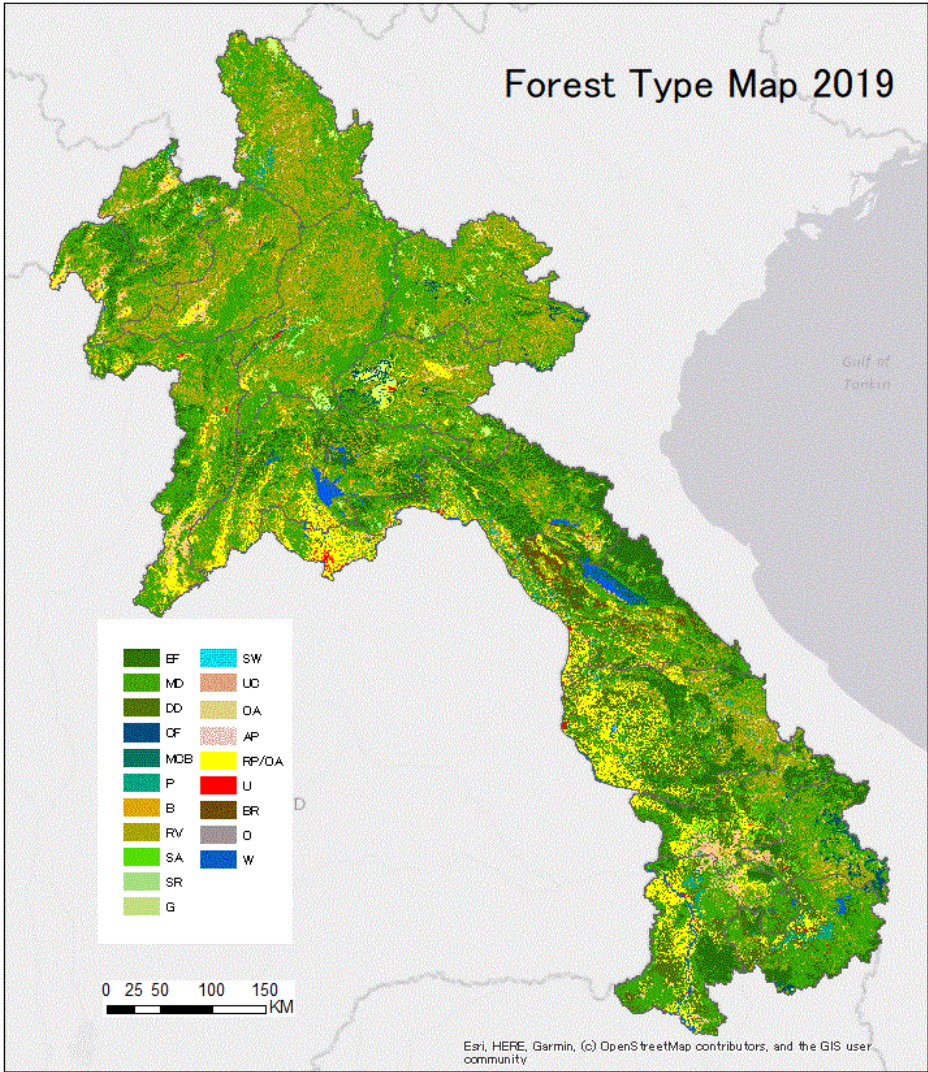 Forest Type Map 2019
Gulf of
Tonkin
EF
MD
DD
CF
MCB
P
B
RV
SA
SR
G
SW
UC
OA
AP
RP/OA
U
BR
O
W
D
0 25 50 100 150
KM
Esri, HERE, Garmin, (c) OpenStreetMap contributors, and the GIS user
community